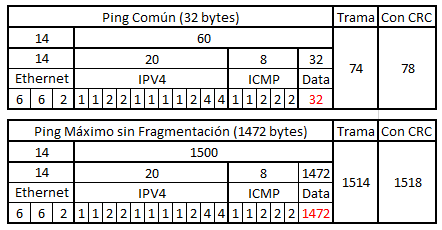 Ping Común (32 bytes) Trama Con CRC
14 60
14 20 8 32 74 78
Ethernet IPV4 ICMP Data
6 6 2 1 1 2 2 2 1 1 1 1 2 4 4 1 1 2 2 2 32
Ping Máximo sin Fragmentación (1472 bytes) Trama Con CRC
14 1500
14 20 8 1472 1514 1518
Ethernet IPV4 ICMP Data
6 6 2 1 1 2 2 2 1 1 1 1 2 4 4 1 1 2 2 2 1472